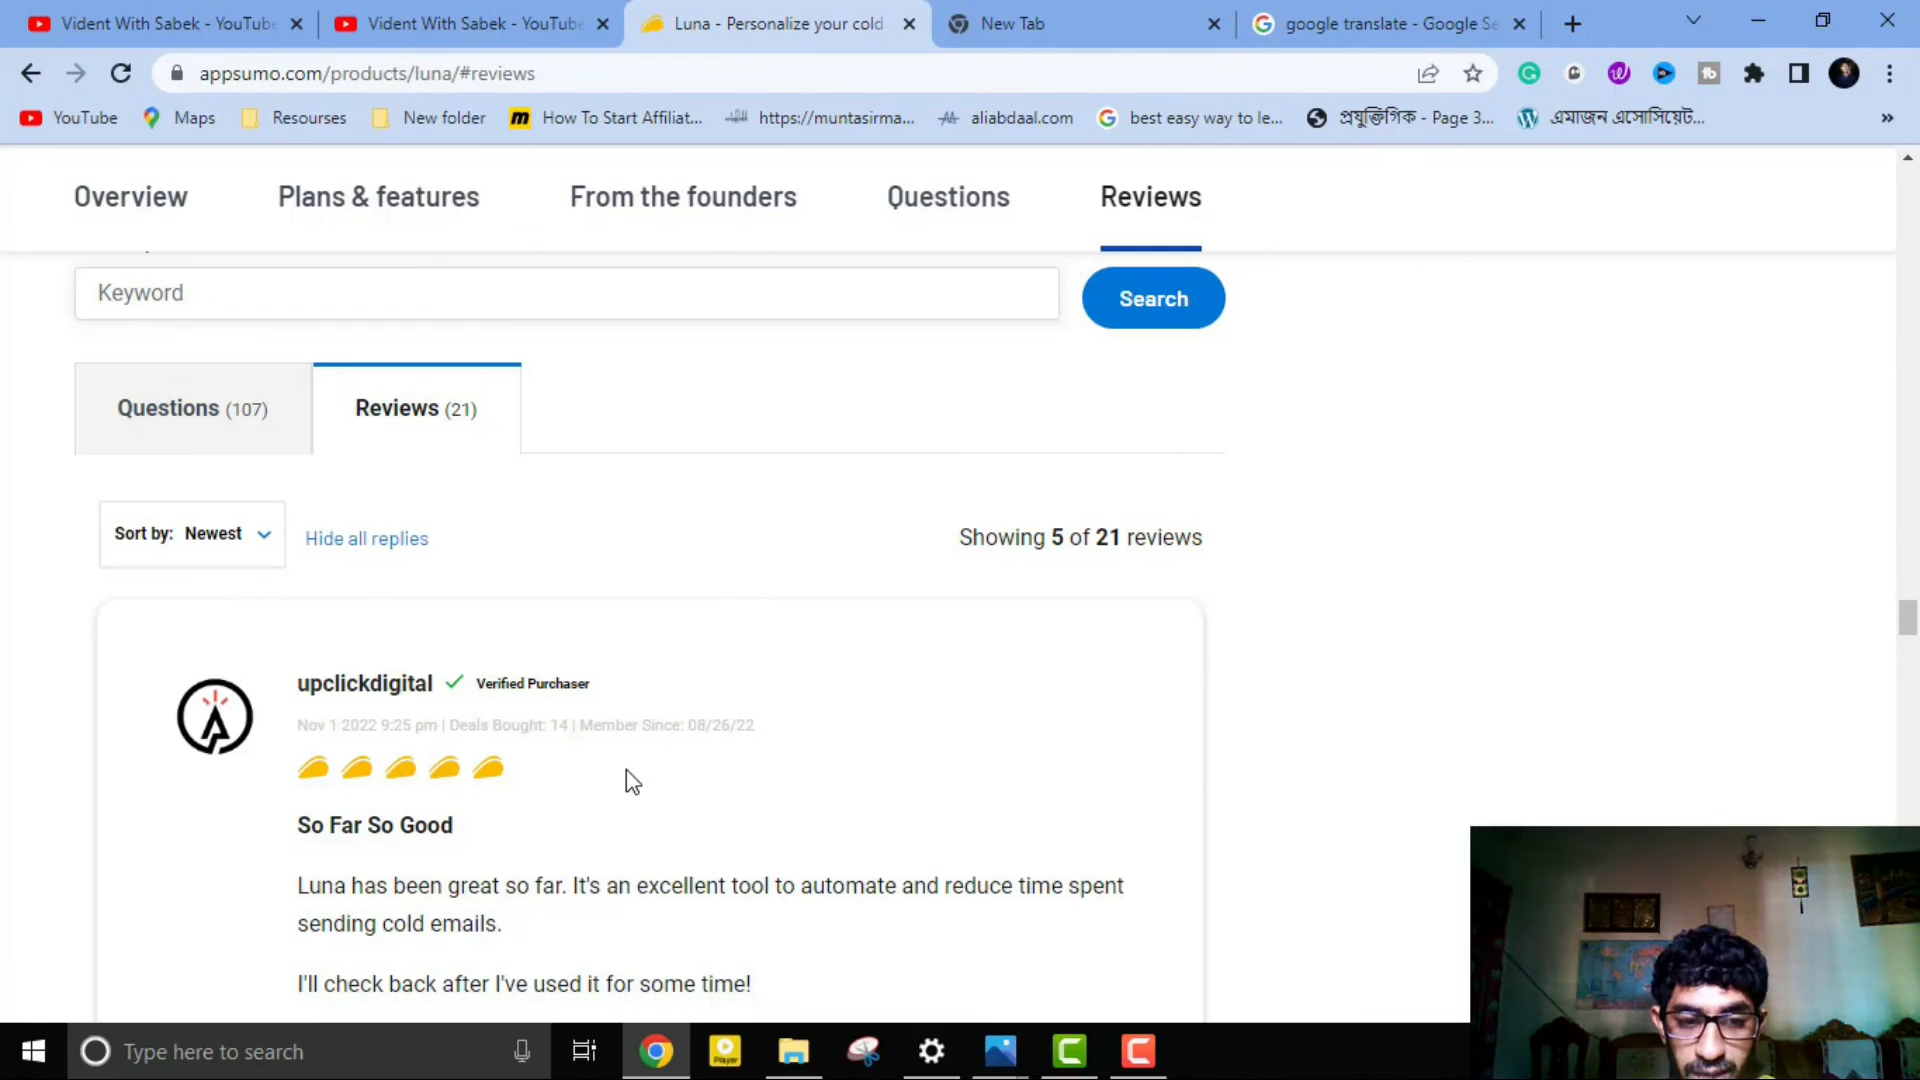 Vident With Sabek - YouTube
Vident With Sabek - YouTube
Luna - Personalize your cold
New Tab
google translate - Google Se
appsumo.com/products/luna/#reviews
YouTube
Maps
Resourses
New folder
How To Start Affiliat...
https://muntasirma...
aliabdaal.com
best easy way to le...
প্রযুক্তিগিক - Page 3...
এমাজন এসোসিয়েট...
Overview
Plans & features
From the founders
Questions
Reviews
Keyword
Search
Questions (107)
Reviews (21)
Sort by: Newest
Hide all replies
Showing 5 of 21 reviews
upclickdigital Verified Purchaser
Nov 1 2022 9:25 pm | Deals Bought: 14 | Member Since: 08/26/22
So Far So Good
Luna has been great so far. It's an excellent tool to automate and reduce time spent
sending cold emails.
I'll check back after I've used it for some time!
Type here to search
Player